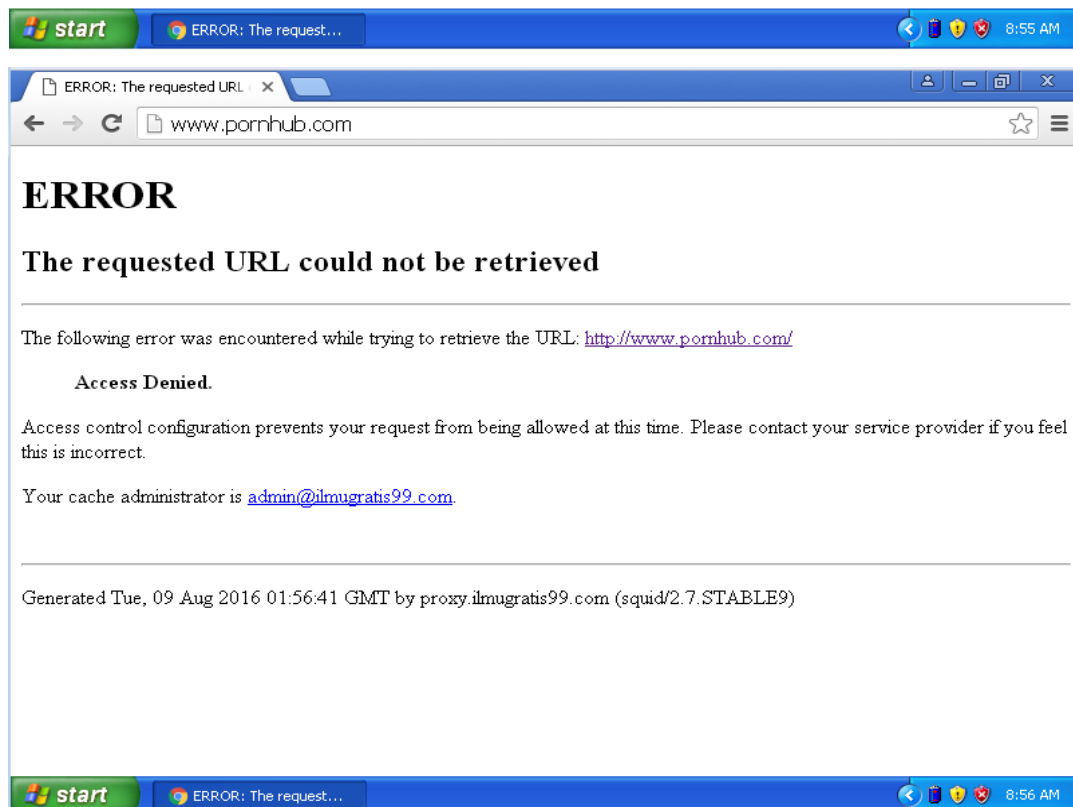 start ERROR: The request... 8:55 AM
ERROR: The requested URL
www.pornhub.com
ERROR
The requested URL could not be retrieved
The following error was encountered while trying to retrieve the URL: http://www.pornhub.com/
Access Denied.
Access control configuration prevents your request from being allowed at this time. Please contact your service provider if you feel
this is incorrect.
Your cache administrator is admin@ilmugratis99.com.
Generated Tue, 09 Aug 2016 01:56:41 GMT by proxy.ilmugratis99.com (squid/2.7.STABLE9)
start ERROR: The request... 8:56 AM